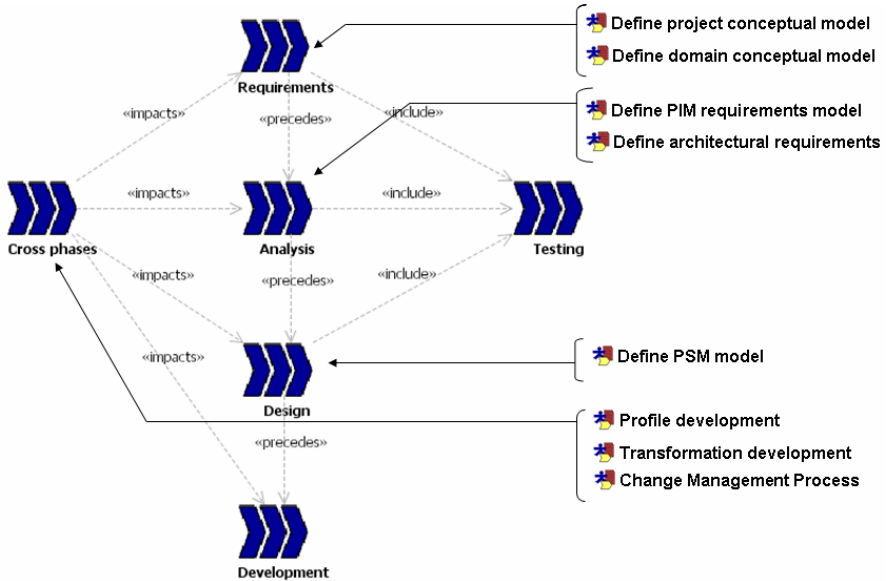 Define project conceptual model
Define domain conceptual model
Requirements
«impacts»
«precedes»
«include»
Define PIM requirements model
Define architectural requirements
«impacts»
«include»
Cross phases
Analysis
Testing
«impacts»
«precedes»
«include»
«impacts»
Define PSM model
Design
«precedes»
Profile development
Transformation development
Change Management Process
Development